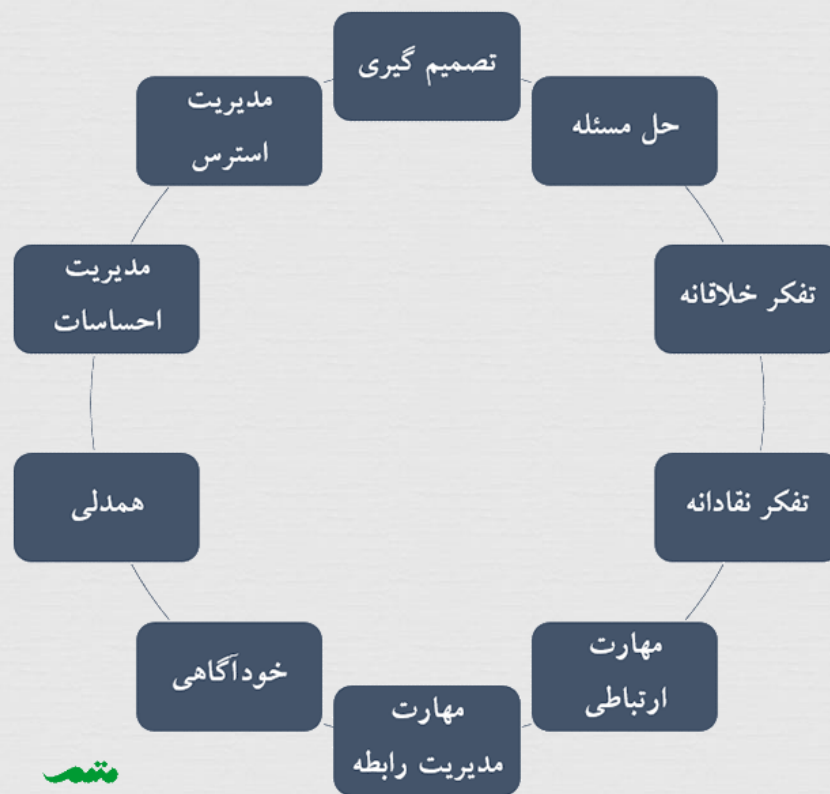 تصمیم گیری
حل مسئله
تفکر خلاقانه
تفکر نقادانه
مهارت
ارتباطی
مهارت
مدیریت رابطه
خودآگاهی
همدلی
مدیریت
احساسات
مدیریت
استرس
متمم